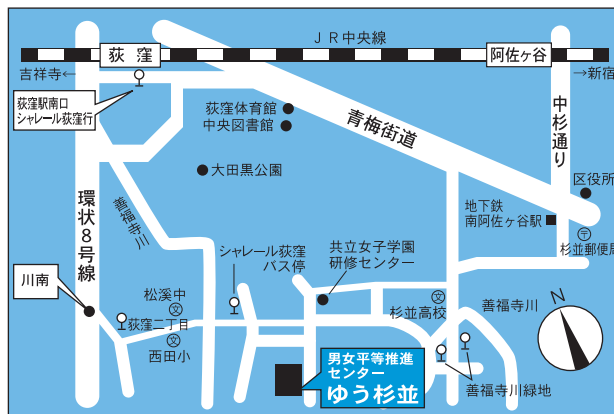 JR中央線
荻窪
阿佐ヶ谷
吉祥寺←
→新宿
荻窪駅南口
シャレール荻窪行
荻窪体育館
中央図書館
青梅街道
中杉通り
大田黒公園
区役所
地下鉄
南阿佐ヶ谷駅
〒
杉並郵便局
環状8号線
善福寺川
シャレール荻窪
バス停
共立女子学園
研修センター
川南
松溪中
文
荻窪二丁目
文
西田小
文
杉並高校
善福寺川
N
男女平等推進
センター
ゆう杉並
善福寺川緑地